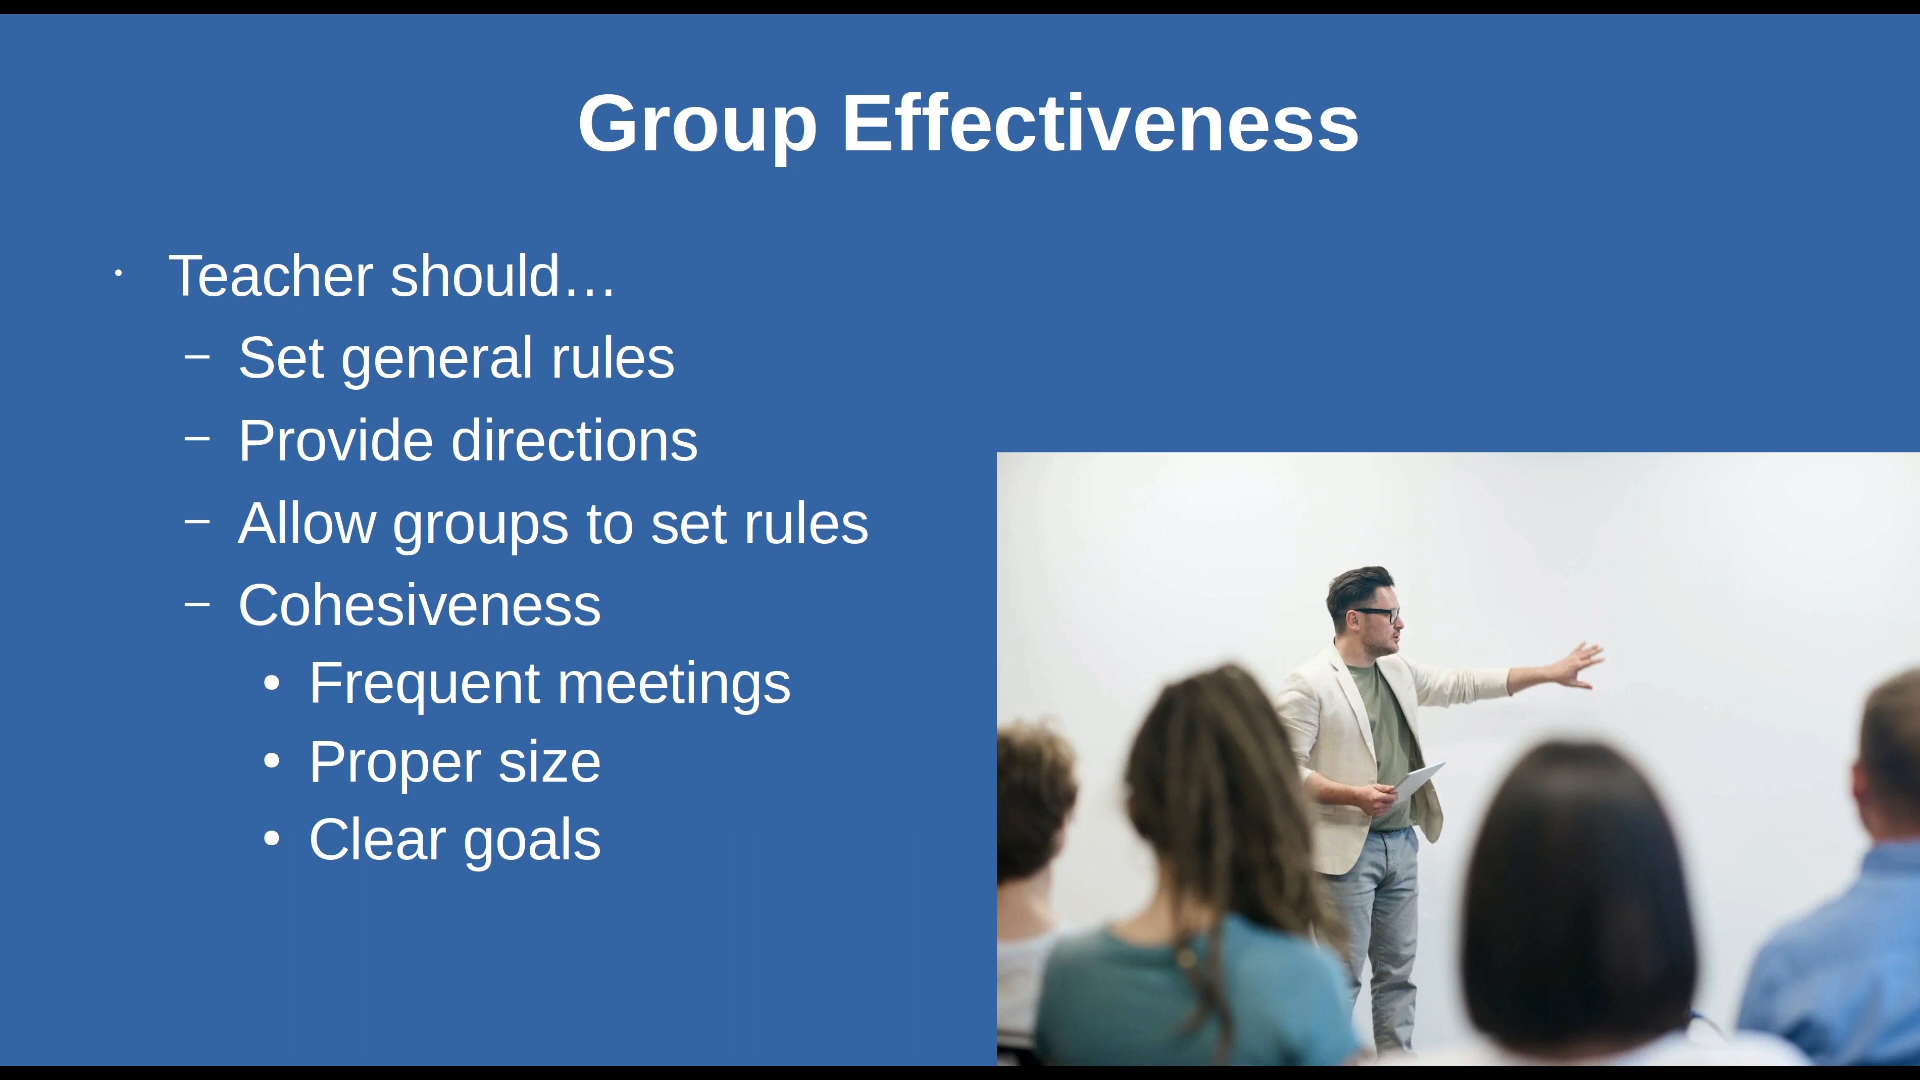 Group Effectiveness
• Teacher should…
– Set general rules
– Provide directions
– Allow groups to set rules
– Cohesiveness
• Frequent meetings
• Proper size
• Clear goals